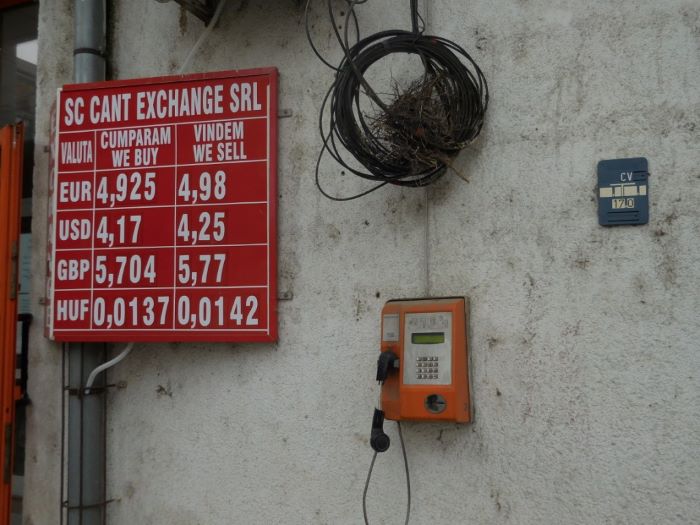 SC CANT EXCHANGE SRL
VALUTA CUMPARAM WE BUY VINDEM WE SELL
EUR 4,925 4,98
USD 4,17 4,25
GBP 5,704 5,77
HUF 0,0137 0,0142
CV
170